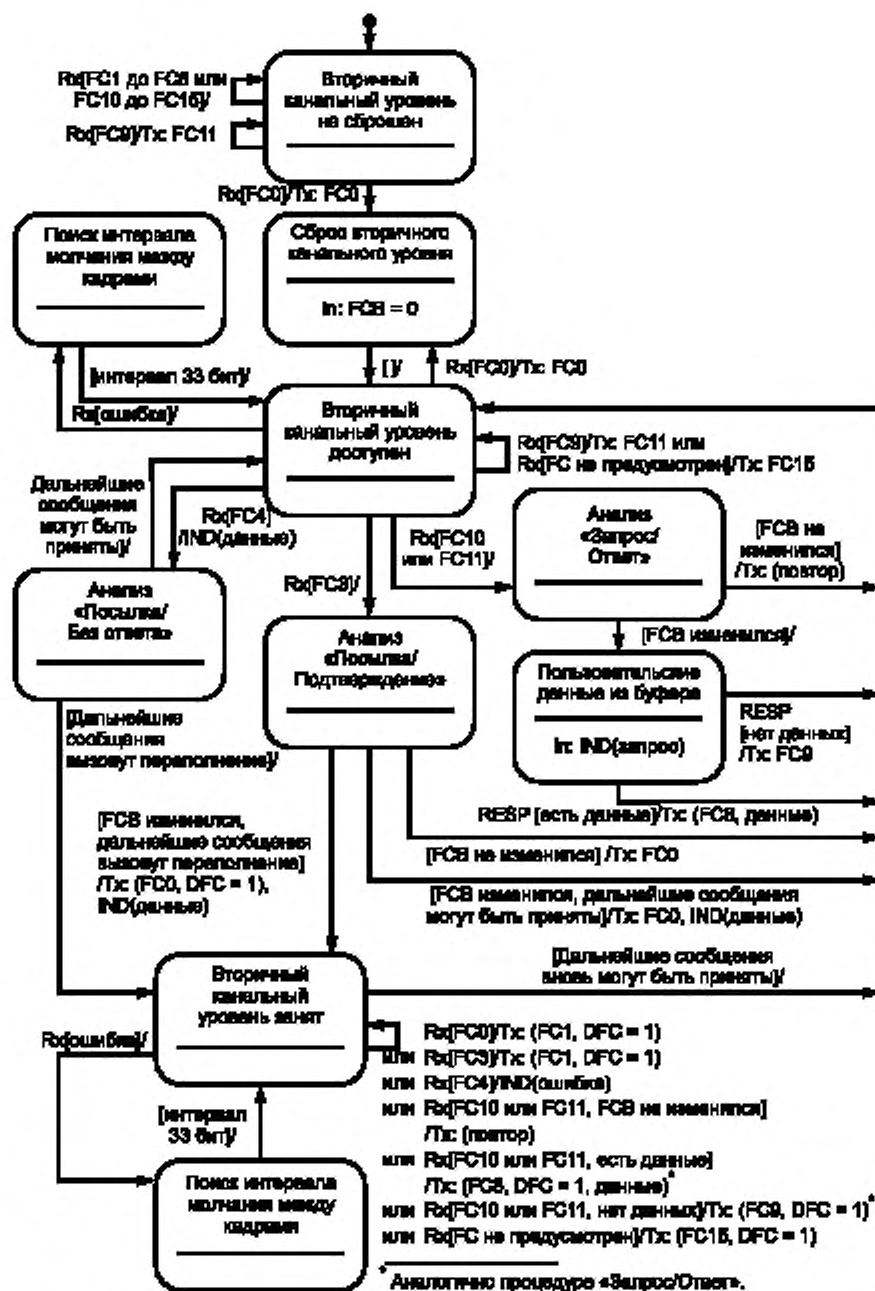 Rx[FC1 до FC8 или
FC10 до FC15]/
Rx[FC9]/Tx: FC11
Вторичный
канальный уровень
не сброшен
Rx[FC0]/Tx: FC0
Поиск интервала
молчания между
кадрами
Сброс вторичного
канального уровня
In: FCB = 0
[интервал 33 бит]/
Rx[ошибка]/
[ ]/
Rx[FC0]/Tx: FC0
Вторичный
канальный уровень
доступен
Rx[FC9]/Tx: FC11 или
Rx[FC не предусмотрен]/Tx: FC15
Дальнейшие
сообщения
могут быть
приняты]/
Rx[FC4]
/IND(данные)
Rx[FC3]/
Rx[FC10
или FC11]/
Анализ
«Запрос/
Ответ»
[FCB не
изменился]
/Tx: (повтор)
Анализ
«Посылка/
Без ответа»
Анализ
«Посылка/
Подтверждение»
[FCB изменился]/
Пользовательские
данные из буфера
In: IND(запрос)
RESP
[нет данных]
/Tx: FC9
[Дальнейшие
сообщения
вызовут переполнение]/
RESP [есть данные]/Tx: (FC8, данные)
[FCB изменился,
дальнейшие сообщения
вызовут переполнение]
/Tx: (FC0, DFC = 1),
IND(данные)
[FCB не изменился] /Tx: FC0
[FCB изменился, дальнейшие сообщения
могут быть приняты]/Tx: FC0, IND(данные)
Вторичный
канальный
уровень занят
[Дальнейшие сообщения
вновь могут быть приняты]/
Rx[ошибка]/
[интервал
33 бит]/
Поиск интервала
молчания между
кадрами
Rx[FC0]/Tx: (FC1, DFC = 1)
или Rx[FC3]/Tx: (FC1, DFC = 1)
или Rx[FC4]/IND(ошибка)
или Rx[FC10 или FC11, FCB не изменился]
/Tx: (повтор)
или Rx[FC10 или FC11, есть данные]
/Tx: (FC8, DFC = 1, данные)*
или Rx[FC10 или FC11, нет данных]/Tx: (FC9, DFC = 1)*
или Rx[FC не предусмотрен]/Tx: (FC15, DFC = 1)
* Аналогично процедуре «Запрос/Ответ».